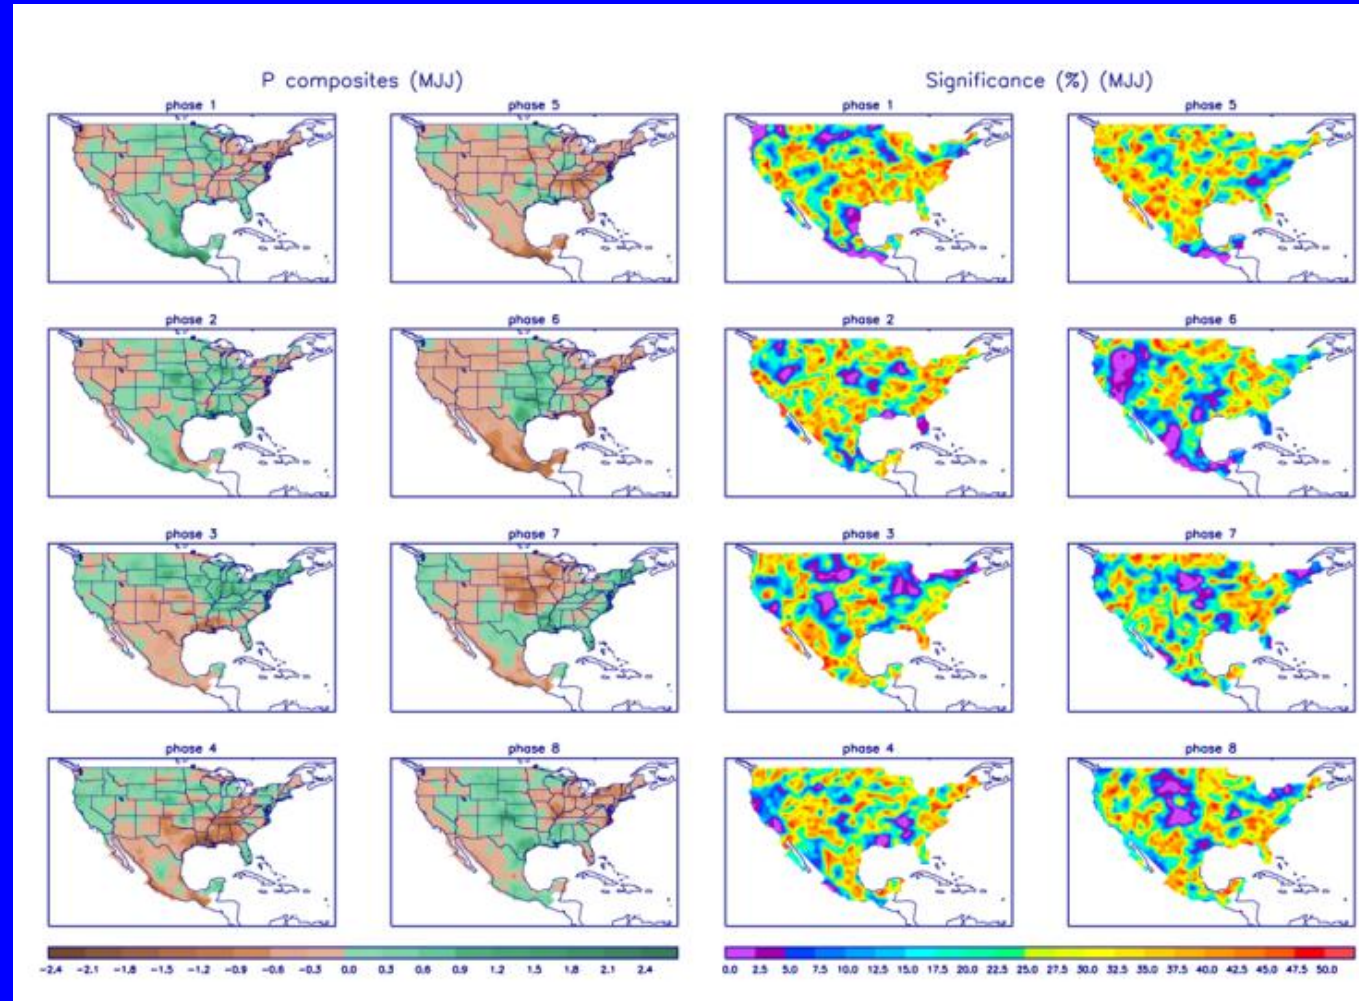 P composites (MJJ)
Significance (%) (MJJ)
phase 1
phase 5
phase 1
phase 5
phase 2
phase 6
phase 2
phase 6
phase 3
phase 7
phase 3
phase 7
phase 4
phase 8
phase 4
phase 8
-2.4 -2.1 -1.8 -1.5 -1.2 -0.9 -0.6 -0.3 0.0 0.3 0.6 0.9 1.2 1.5 1.8 2.1 2.4
0.0 2.5 5.0 7.5 10.0 12.5 15.0 17.5 20.0 22.5 25.0 27.5 30.0 32.5 35.0 37.5 40.0 42.5 45.0 47.5 50.0